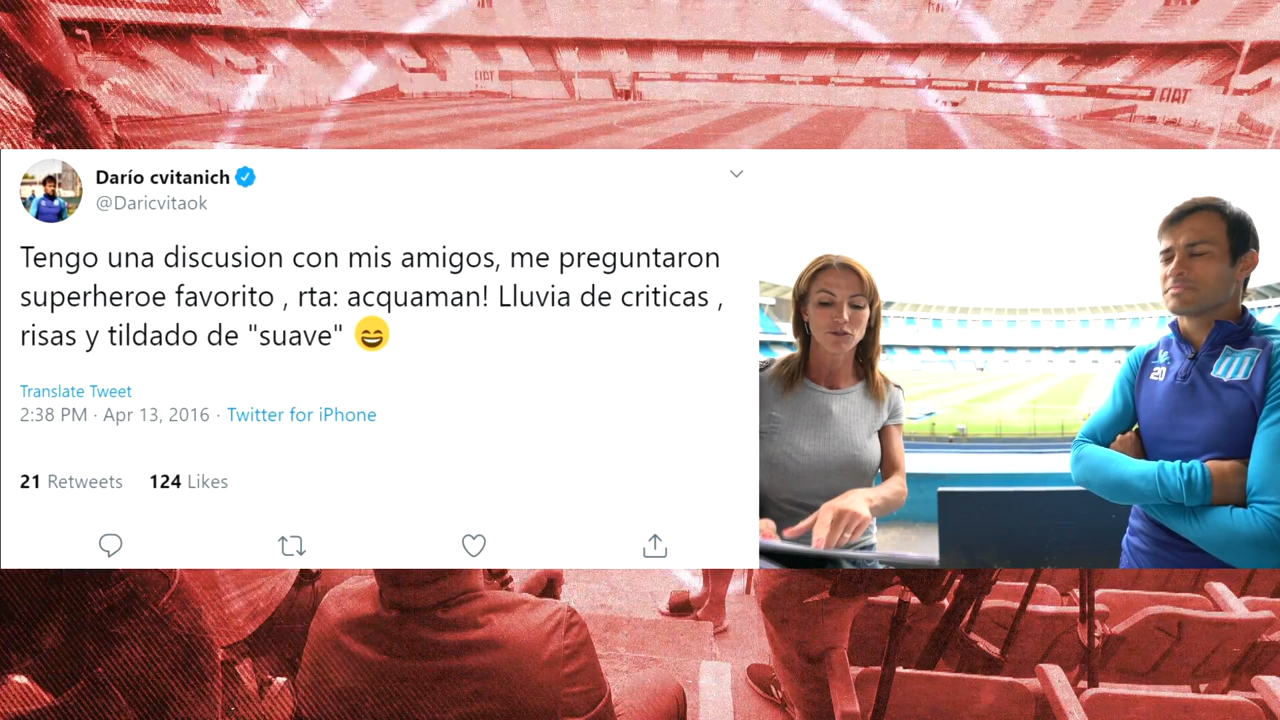 FIAT
FIAT
Darío cvitanich
@Daricvitaok
Tengo una discusion con mis amigos, me preguntaron
superheroe favorito , rta: acquaman! Lluvia de criticas ,
risas y tildado de "suave" 😄
Translate Tweet
2:38 PM · Apr 13, 2016 · Twitter for iPhone
21 Retweets 124 Likes
20